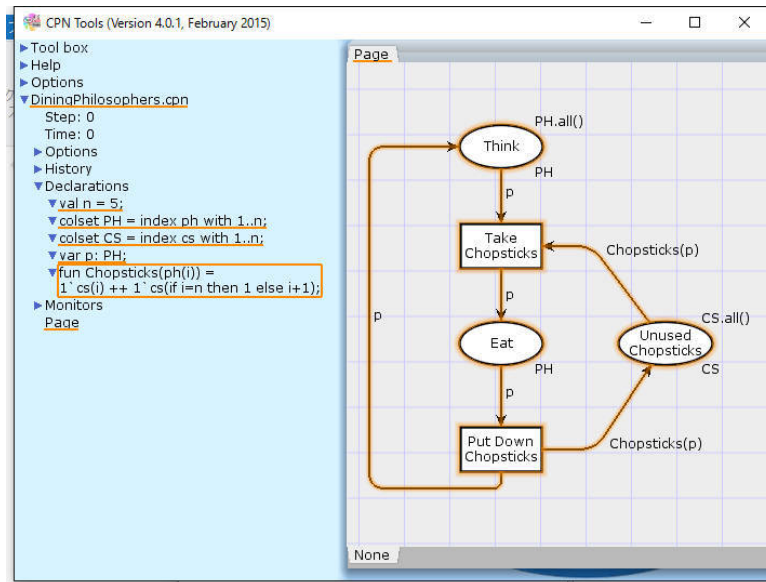 CPN Tools (Version 4.0.1, February 2015)
Tool box
Help
Options
DiningPhilosophers.cpn
Step: 0
Time: 0
Options
History
Declarations
val n = 5;
colset PH = index ph with 1..n;
colset CS = index cs with 1..n;
var p: PH;
fun Chopsticks(ph(i)) =
1`cs(i) ++ 1`cs(if i=n then 1 else i+1);
Monitors
Page
Page
PH.all()
Think
PH
p
Take
Chopsticks
Chopsticks(p)
p
p
CS.all()
Eat
Unused
Chopsticks
PH
CS
p
Put Down
Chopsticks
Chopsticks(p)
None